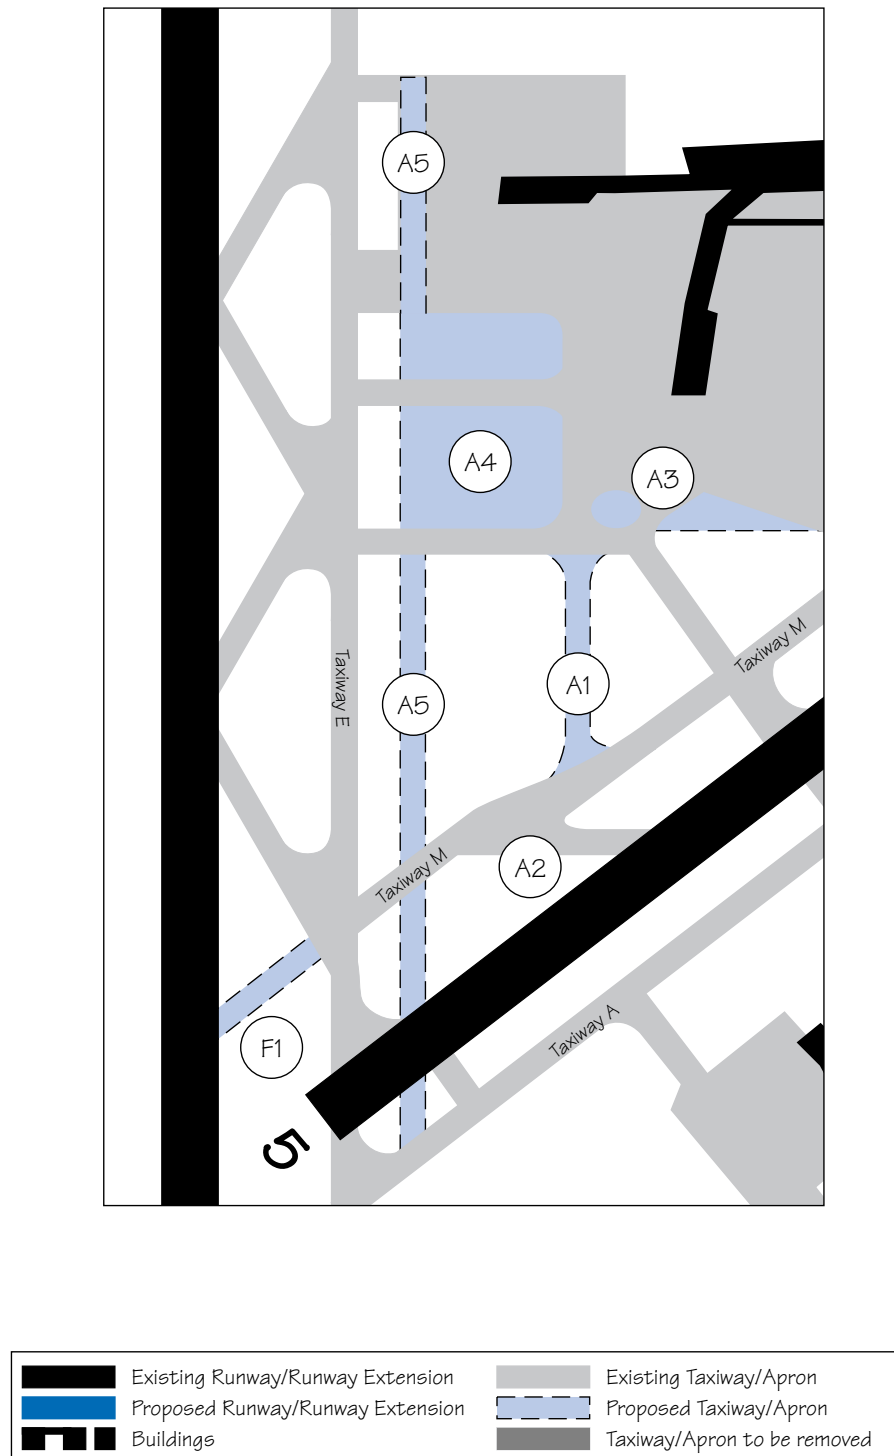 A5
A4
A3
Taxiway E
A5
A1
Taxiway M
Taxiway M
A2
F1
Taxiway A
5
Existing Runway/Runway Extension
Proposed Runway/Runway Extension
Buildings
Existing Taxiway/Apron
Proposed Taxiway/Apron
Taxiway/Apron to be removed